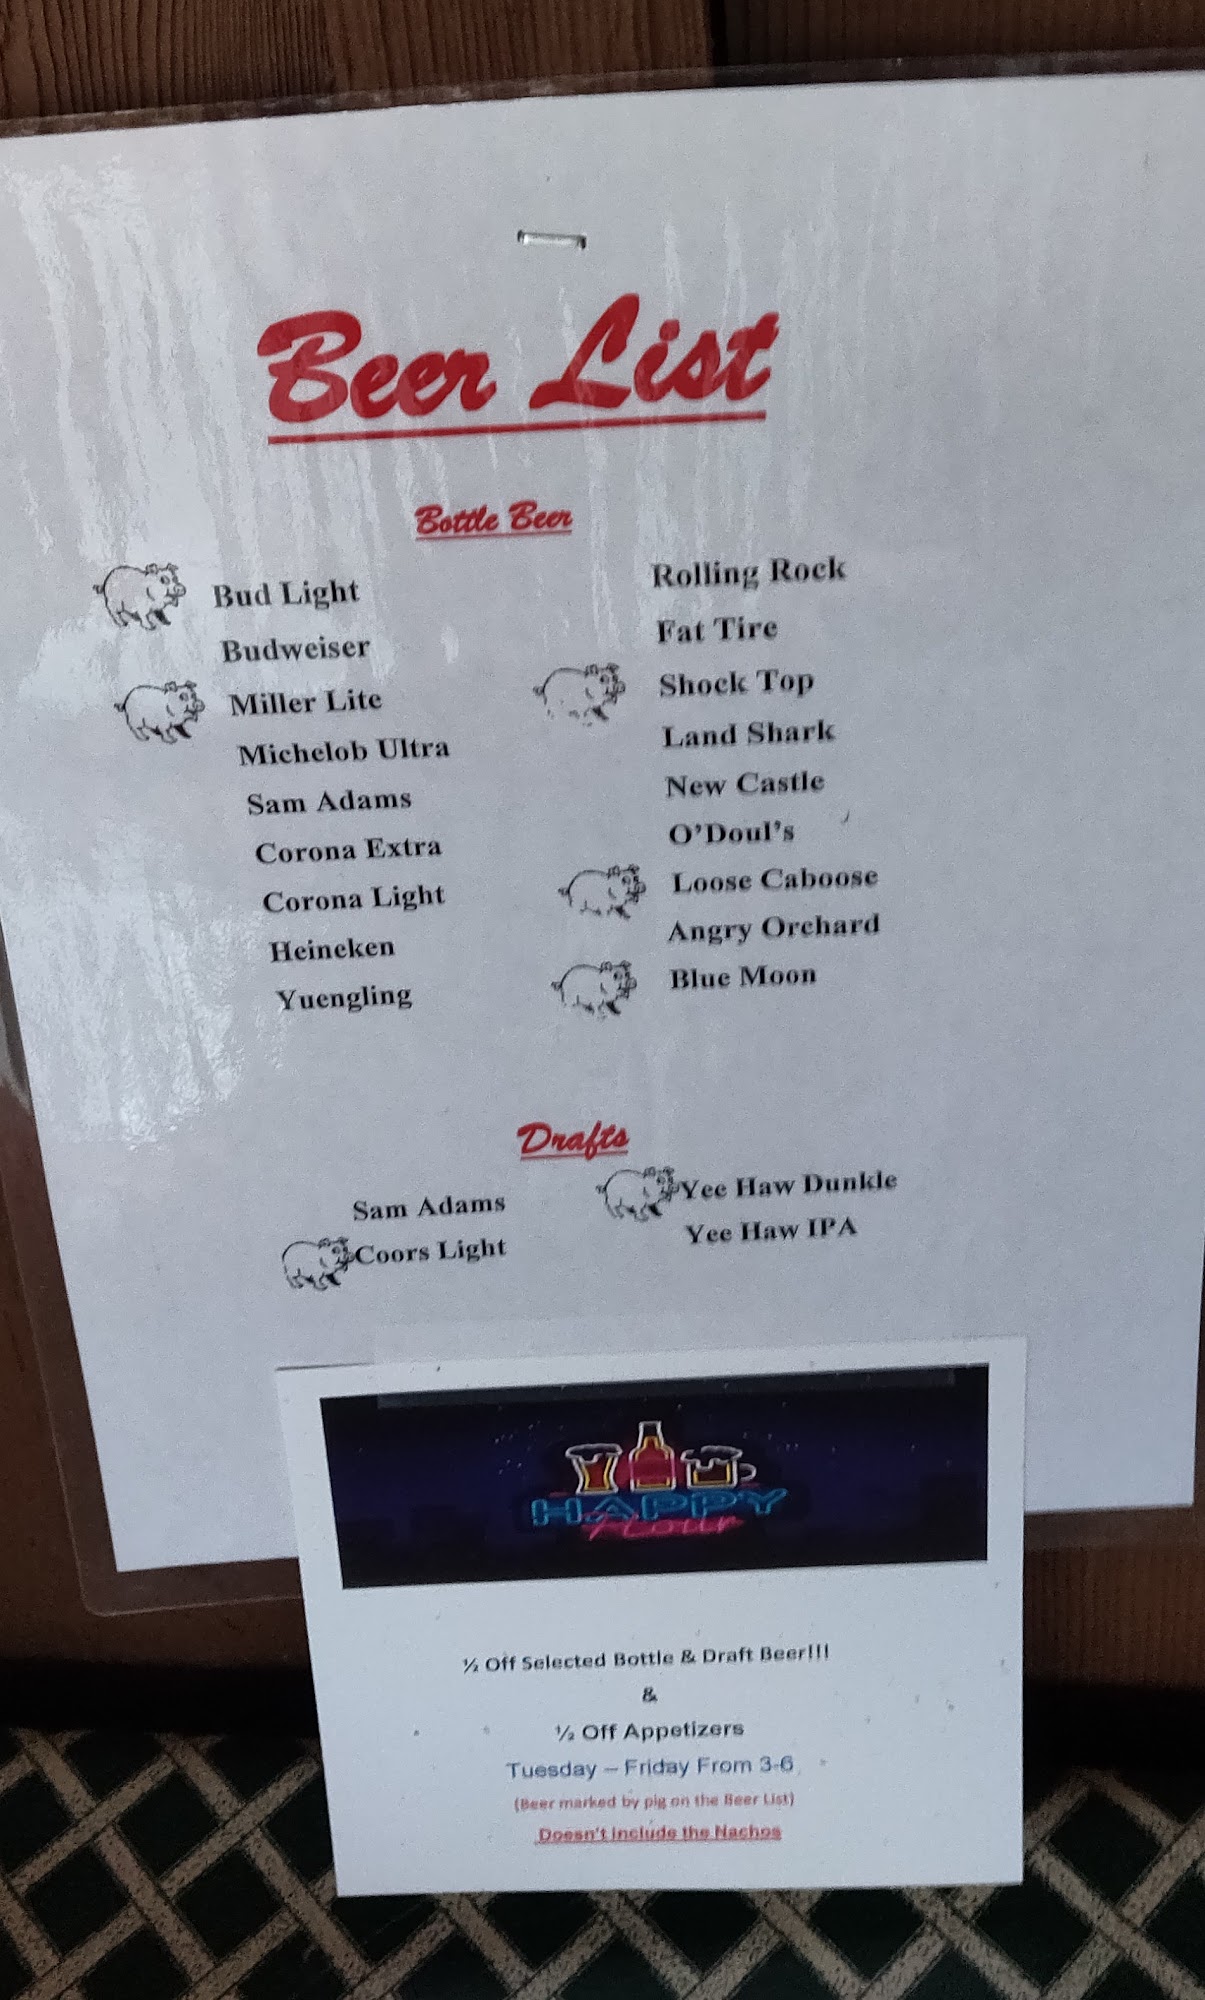 Beer List
Bottle Beer
Bud Light
Budweiser
Miller Lite
Michelob Ultra
Sam Adams
Corona Extra
Corona Light
Heineken
Yuengling
Rolling Rock
Fat Tire
Shock Top
Land Shark
New Castle
O'Doul's
Loose Caboose
Angry Orchard
Blue Moon
Drafts
Sam Adams
Coors Light
Yee Haw Dunkle
Yee Haw IPA
HAPPY
Hour
½ Off Selected Bottle & Draft Beer!!!
&
½ Off Appetizers
Tuesday – Friday From 3-6
(Beer marked by pig on the Beer List)
Doesn't include the Nachos